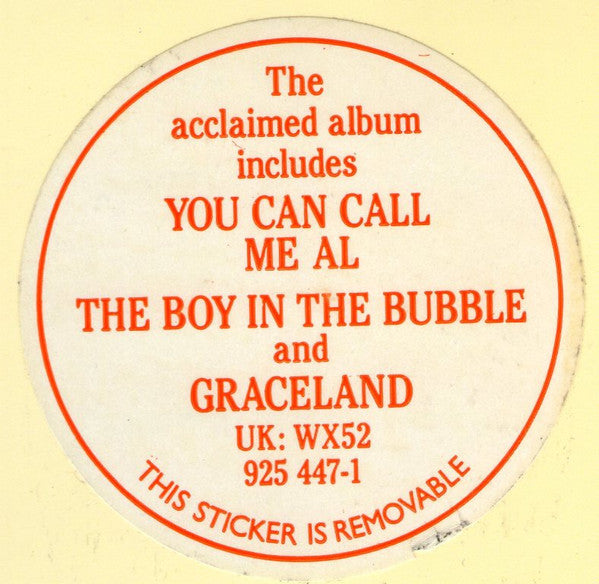 The
acclaimed album
includes
YOU CAN CALL
ME AL
THE BOY IN THE BUBBLE
and
GRACELAND
UK: WX52
925 447-1
THIS STICKER IS REMOVABLE